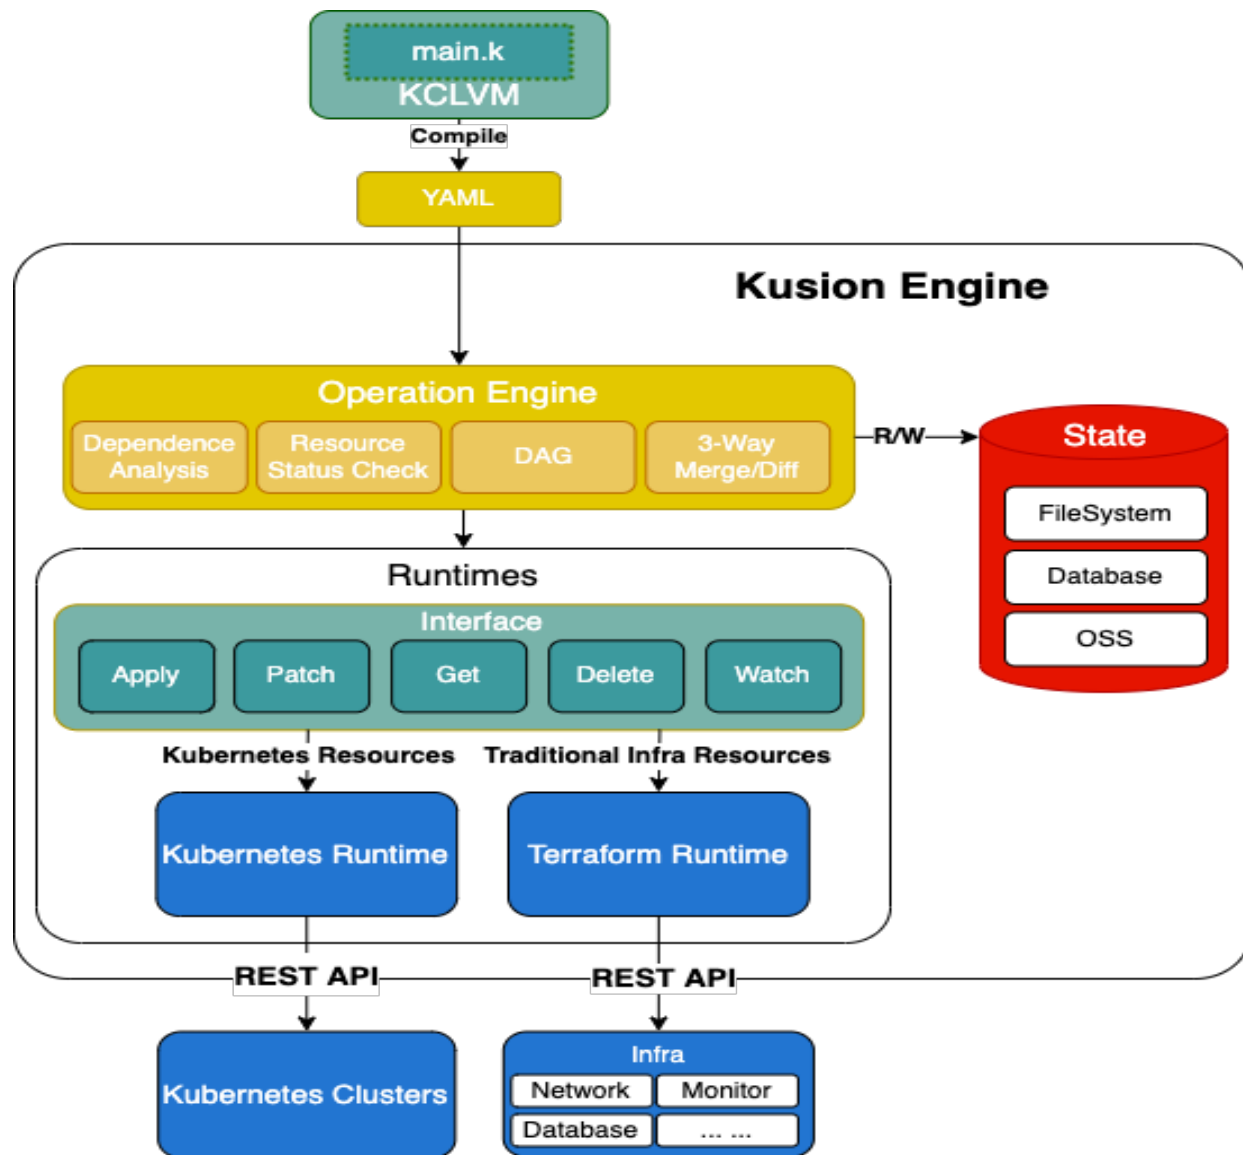 main.k
KCLVM
Compile
YAML
Kusion Engine
Operation Engine
Dependence
Analysis
Resource
Status Check
DAG
3-Way
Merge/Diff
R/W
State
FileSystem
Database
OSS
Runtimes
Interface
Apply
Patch
Get
Delete
Watch
Kubernetes Resources
Traditional Infra Resources
Kubernetes Runtime
Terraform Runtime
REST API
REST API
Kubernetes Clusters
Infra
Network
Monitor
Database
... ...